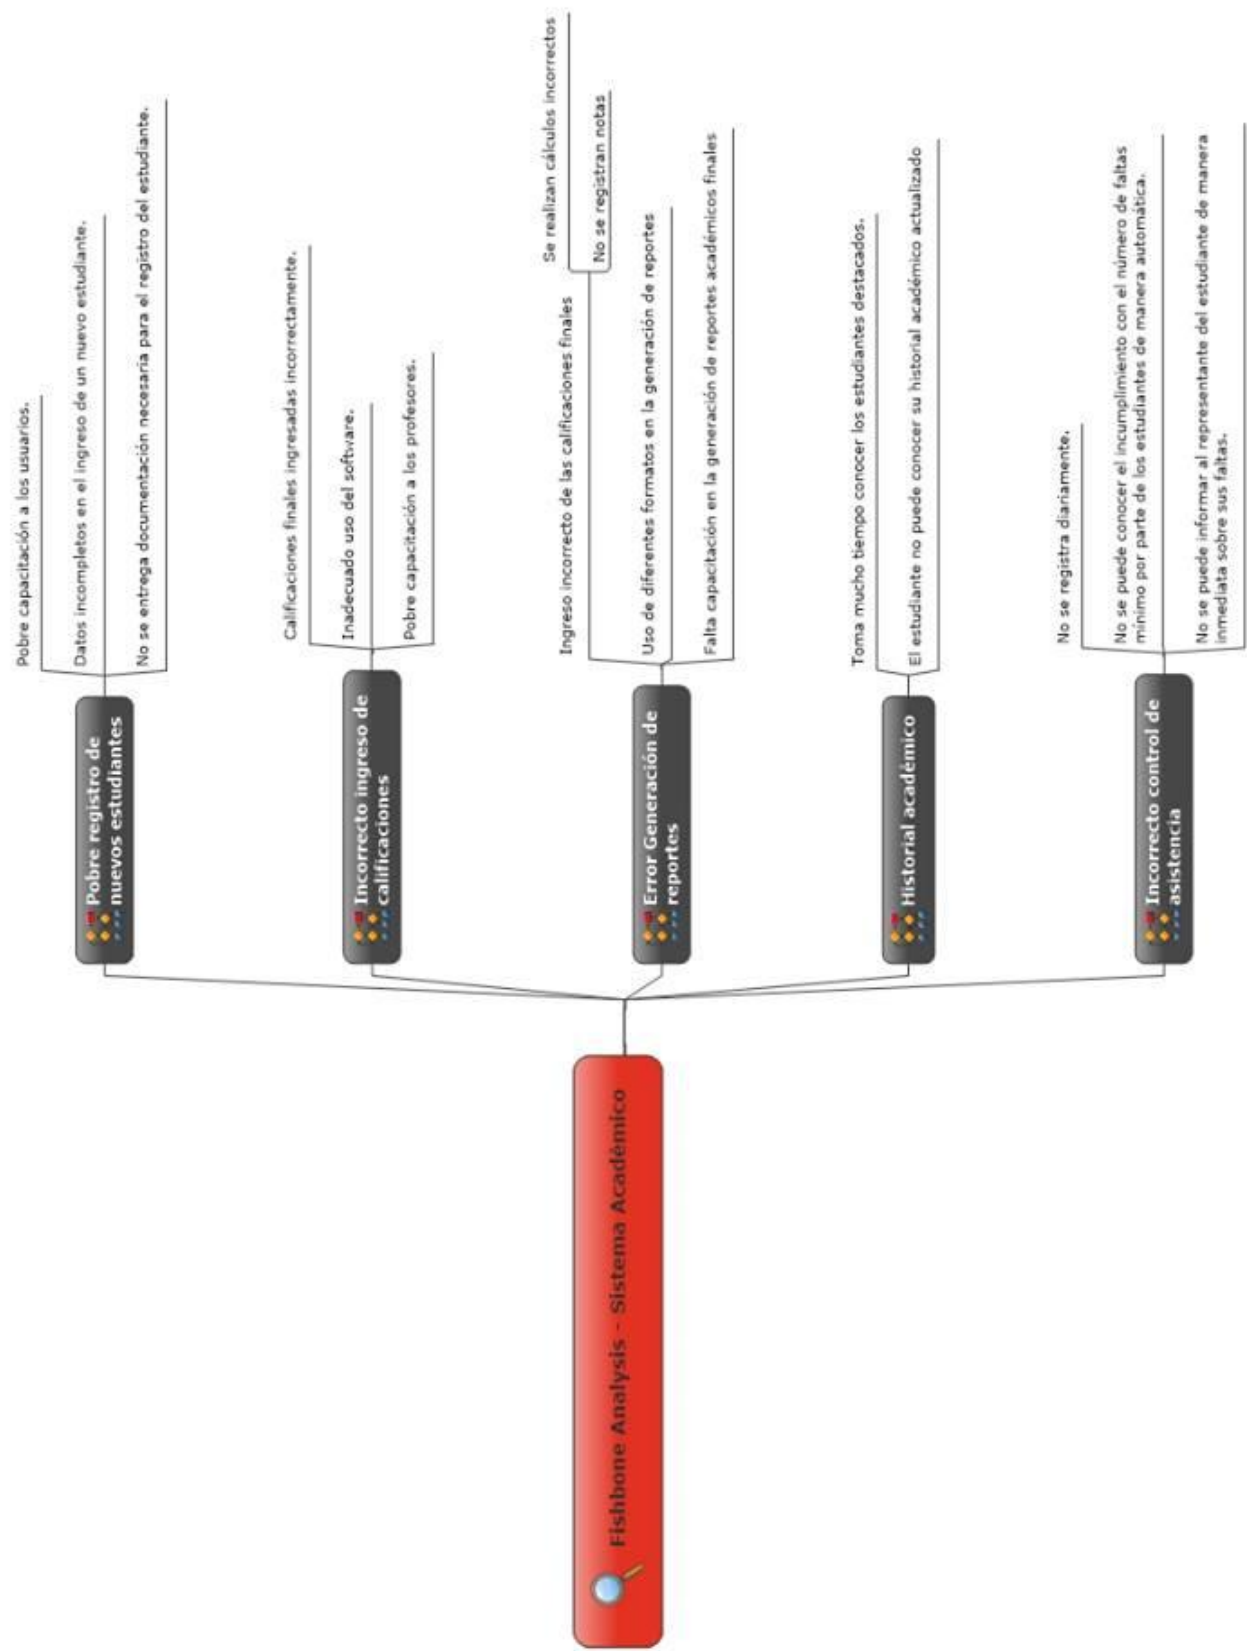 Fishbone Analysis - Sistema Académico
Pobre registro de
nuevos estudiantes
Pobre capacitación a los usuarios.
Datos incompletos en el ingreso de un nuevo estudiante.
No se entrega documentación necesaria para el registro del estudiante.
Incorrecto ingreso de
calificaciones
Calificaciones finales ingresadas incorrectamente.
Inadecuado uso del software.
Pobre capacitación a los profesores.
Error Generación de
reportes
Ingreso incorrecto de las calificaciones finales
Se realizan cálculos incorrectos
No se registran notas
Uso de diferentes formatos en la generación de reportes
Falta capacitación en la generación de reportes académicos finales
Historial académico
Toma mucho tiempo conocer los estudiantes destacados.
El estudiante no puede conocer su historial académico actualizado
Incorrecto control de
asistencia
No se registra diariamente.
No se puede conocer el incumplimiento con el número de faltas
mínimo por parte de los estudiantes de manera automática.
No se puede informar al representante del estudiante de manera
inmediata sobre sus faltas.